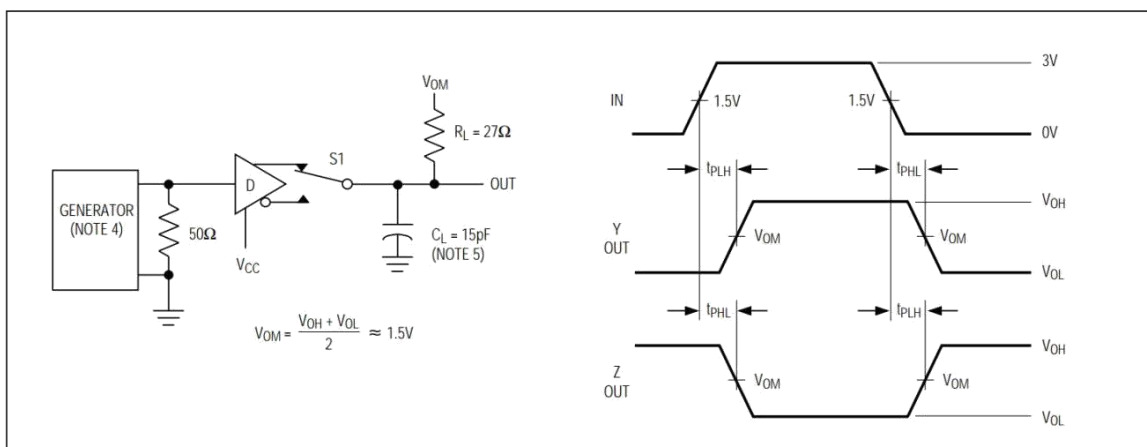 GENERATOR
(NOTE 4)
50Ω
D
VCC
S1
VOM
RL = 27Ω
OUT
CL = 15pF
(NOTE 5)
VOM = VOH + VOL / 2 ≈ 1.5V
IN
1.5V
1.5V
3V
0V
tPLH
tPHL
Y
OUT
VOM
VOM
VOH
VOL
tPHL
tPLH
Z
OUT
VOM
VOM
VOH
VOL